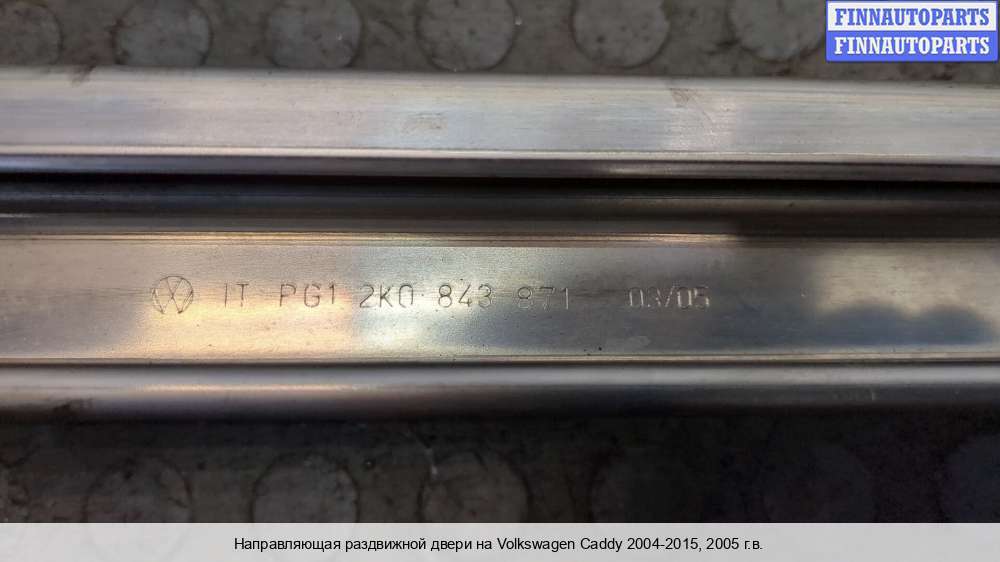 FINNAUTOPARTS
FINNAUTOPARTS
IT PG1 2K0 843 871 03/05
Направляющая раздвижной двери на Volkswagen Caddy 2004-2015, 2005 г.в.